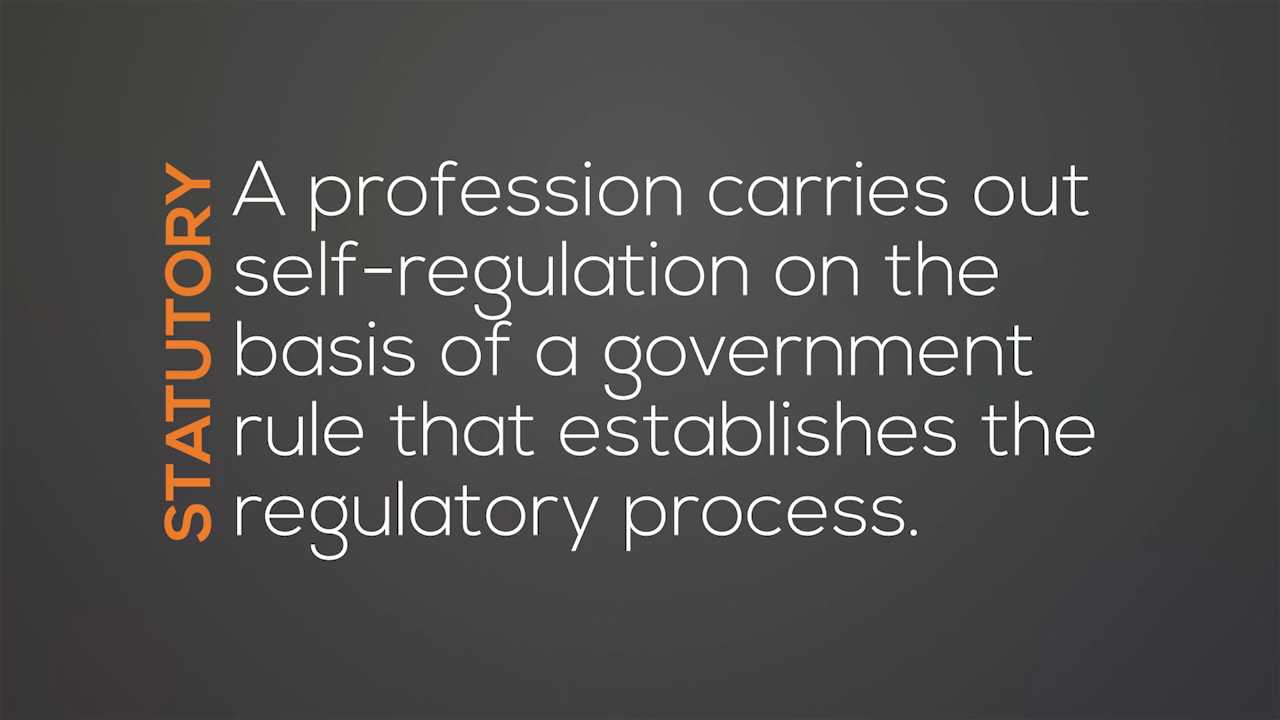 STATUTORY
A profession carries out
self-regulation on the
basis of a government
rule that establishes the
regulatory process.